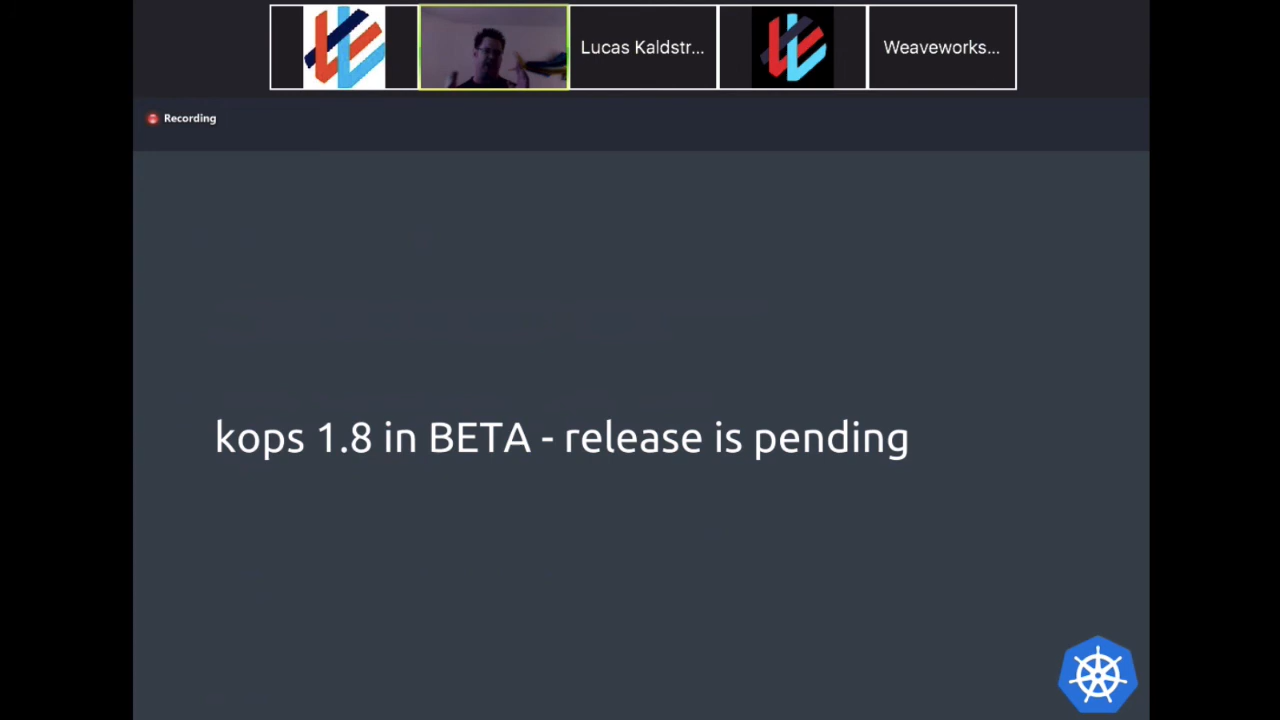 Lucas Kaldstr...
Weaveworks...
Recording
kops 1.8 in BETA - release is pending